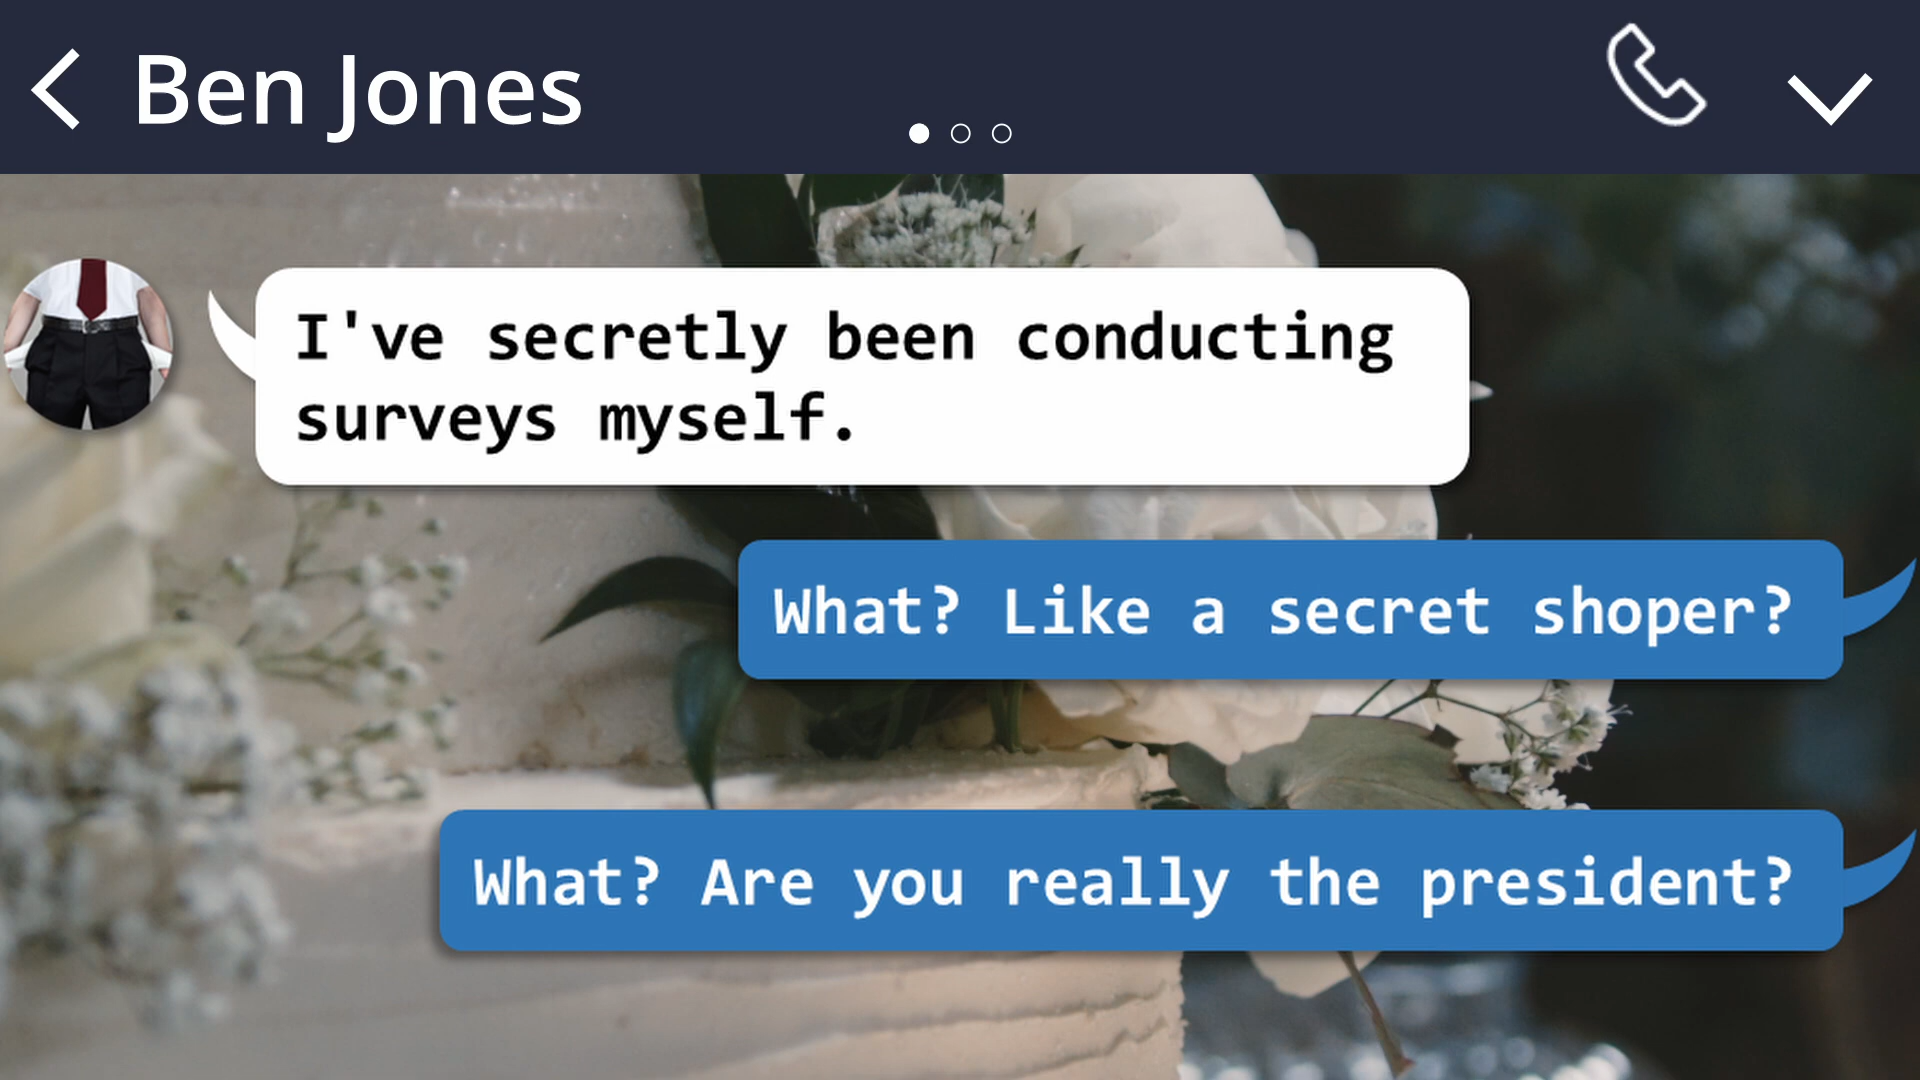 Ben Jones
I've secretly been conducting
surveys myself.
What? Like a secret shoper?
What? Are you really the president?